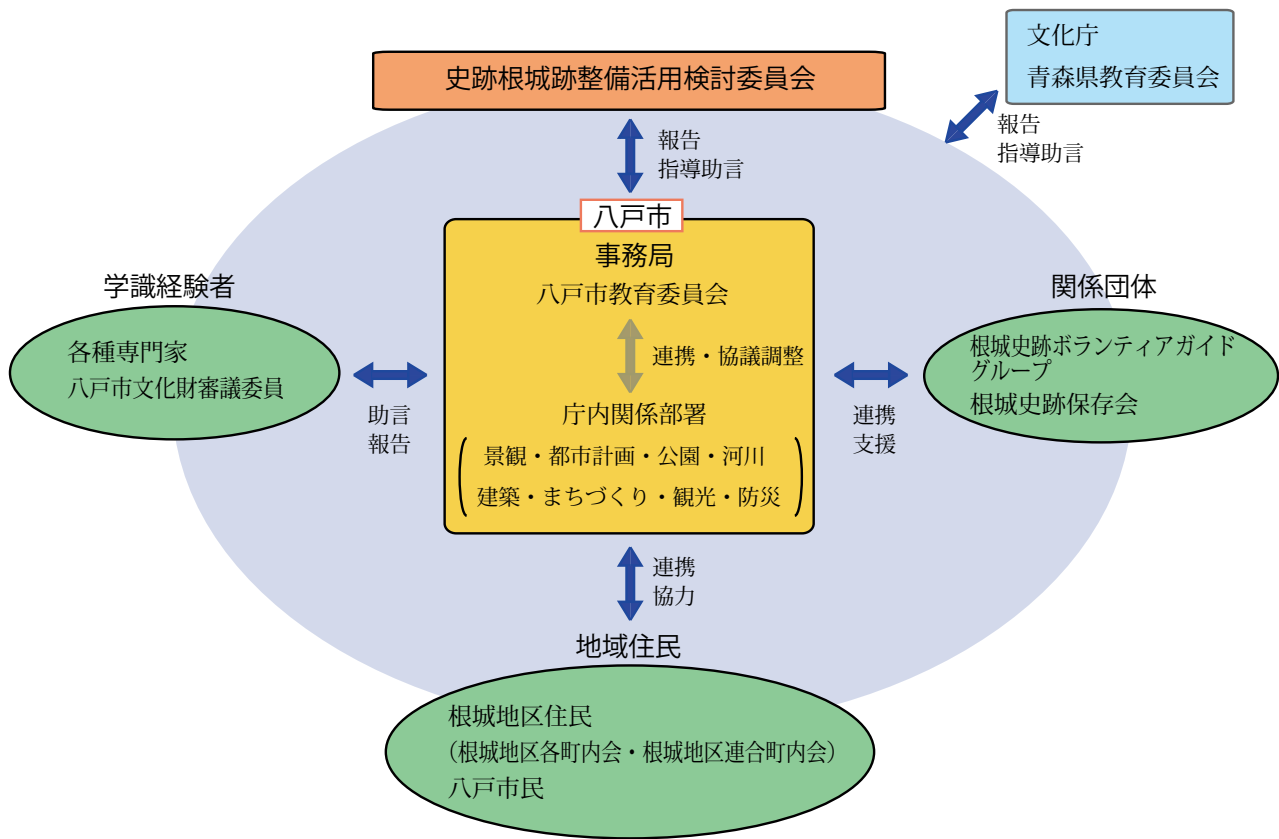 文化庁
青森県教育委員会
史跡根城跡整備活用検討委員会
報告
指導助言
報告
指導助言
八戸市
事務局
八戸市教育委員会
連携・協議調整
庁内関係部署
景観・都市計画・公園・河川
建築・まちづくり・観光・防災
学識経験者
各種専門家
八戸市文化財審議委員
助言
報告
関係団体
根城史跡ボランティアガイド
グループ
根城史跡保存会
連携
支援
連携
協力
地域住民
根城地区住民
（根城地区各町内会・根城地区連合町内会）
八戸市民